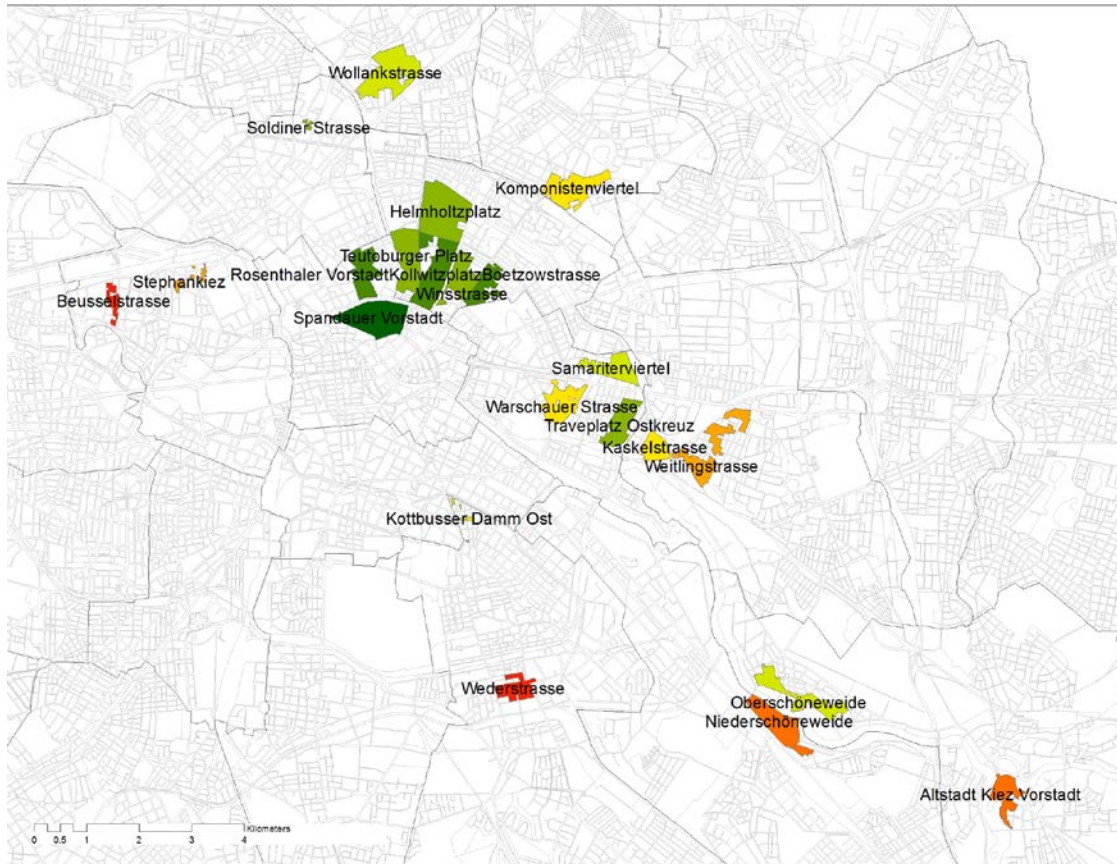 Wollankstrasse
Soldiner Strasse
Komponistenviertel
Helmholtzplatz
Teutoburger Platz
Rosenthaler Vorstadt
Kollwitzplatz
Boetzowstrasse
Stephankiez
Winsstrasse
Beusselstrasse
Spandauer Vorstadt
Samariterviertel
Warschauer Strasse
Traveplatz Ostkreuz
Kaskelstrasse
Weitlingstrasse
Kottbusser Damm Ost
Wederstrasse
Oberschöneweide
Niederschöneweide
Altstadt Kiez Vorstadt
Kilometers
0 0.5 1 2 3 4